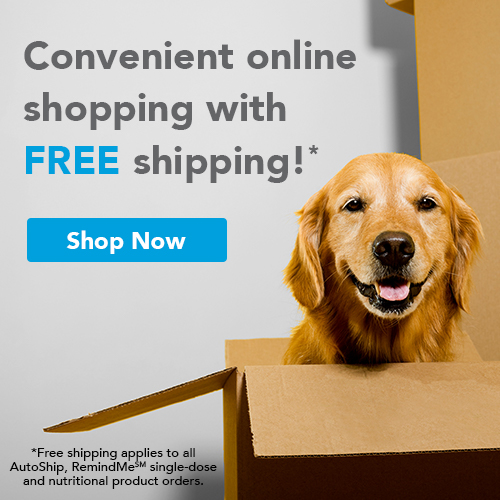 Convenient online
shopping with
FREE shipping!*
Shop Now
*Free shipping applies to all
AutoShip, RemindMe℠ single-dose
and nutritional product orders.